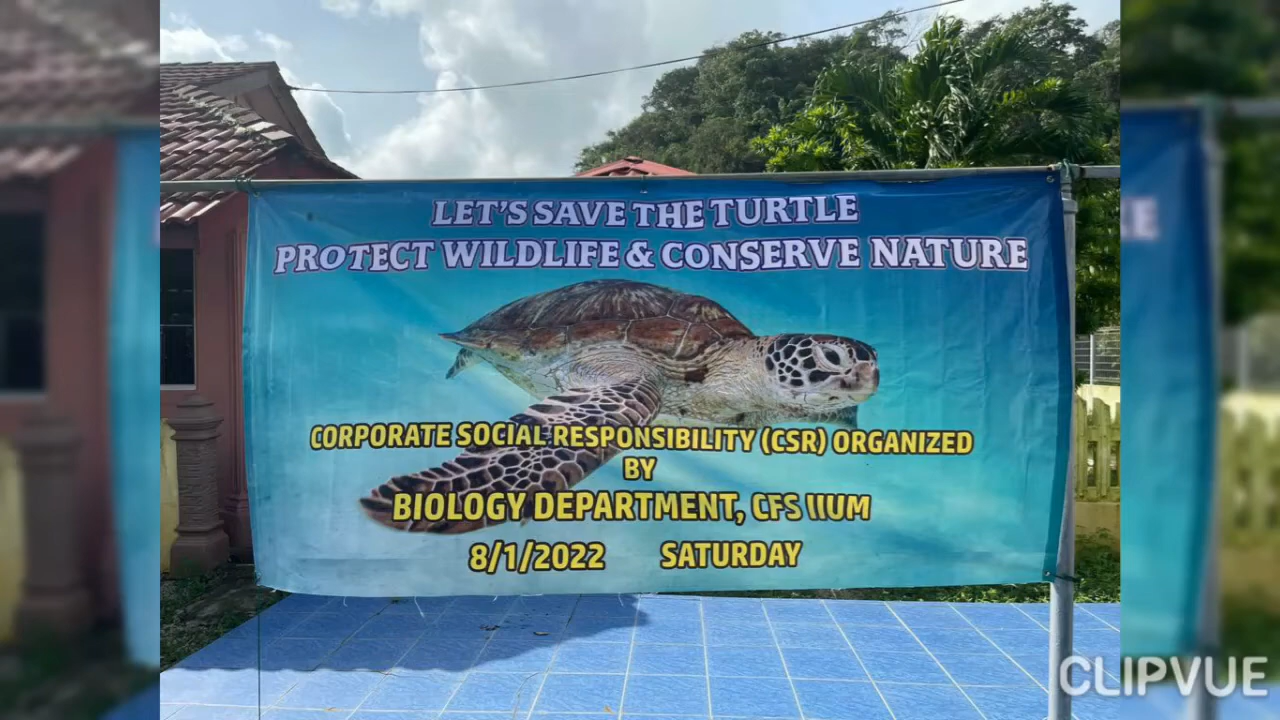 LET'S SAVE THE TURTLE
PROTECT WILDLIFE & CONSERVE NATURE
CORPORATE SOCIAL RESPONSIBILITY (CSR) ORGANIZED
BY
BIOLOGY DEPARTMENT, CFS IIUM
8/1/2022 SATURDAY
CLIPVUE